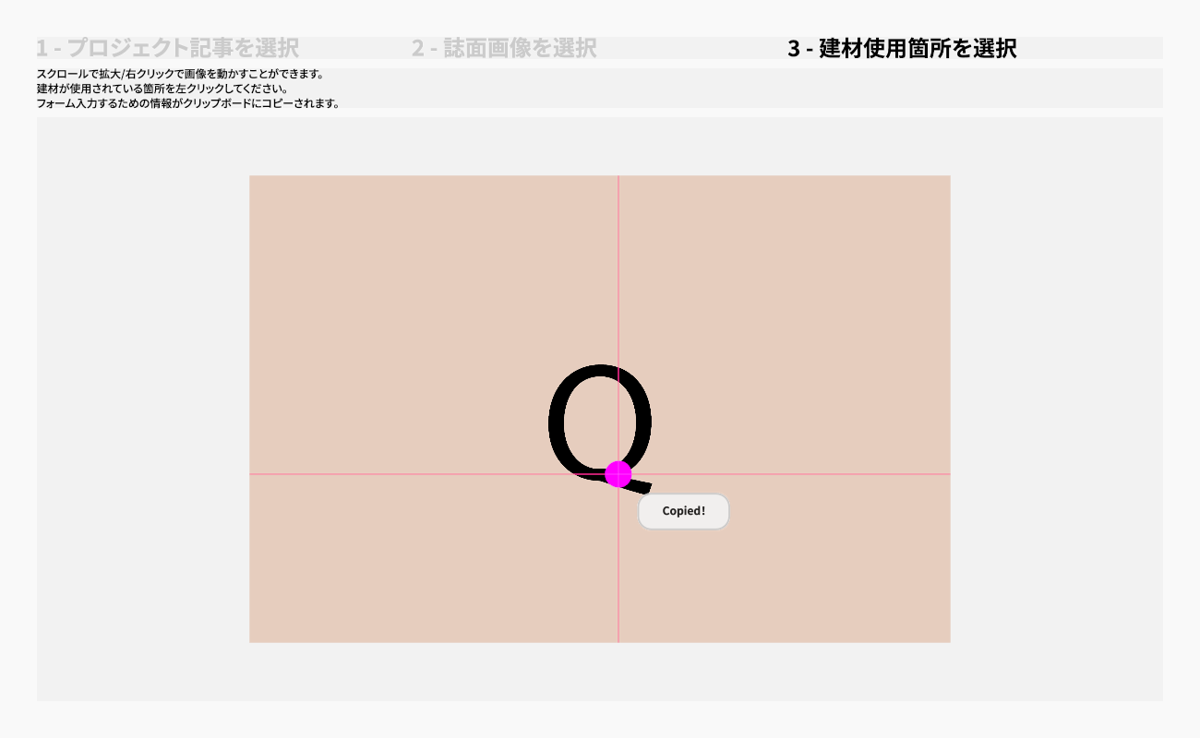 1 - プロジェクト記事を選択
2 - 誌面画像を選択
3 - 建材使用箇所を選択
スクロールで拡大/右クリックで画像を動かすことができます。
建材が使用されている箇所を左クリックしてください。
フォーム入力するための情報がクリップボードにコピーされます。
Q
Copied!